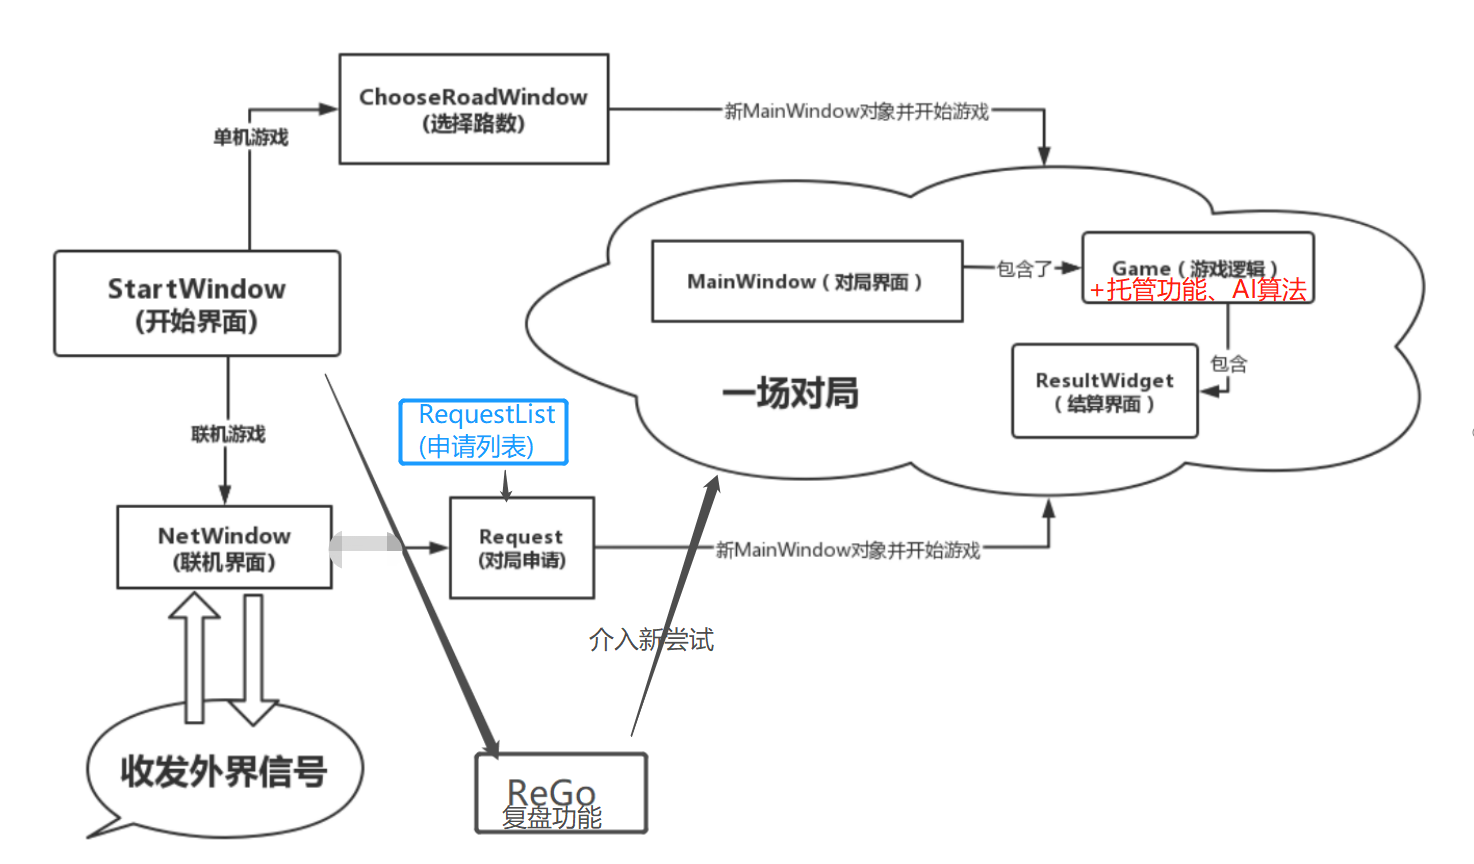 ChooseRoadWindow
(选择路数)
新MainWindow对象并开始游戏
单机游戏
StartWindow
(开始界面)
MainWindow（对局界面）
包含了
Game（游戏逻辑）
+托管功能、AI算法
包含
ResultWidget
（结算界面）
一场对局
RequestList
(申请列表)
联机游戏
NetWindow
(联机界面)
Request
(对局申请)
新MainWindow对象并开始游戏
介入新尝试
收发外界信号
ReGo
复盘功能